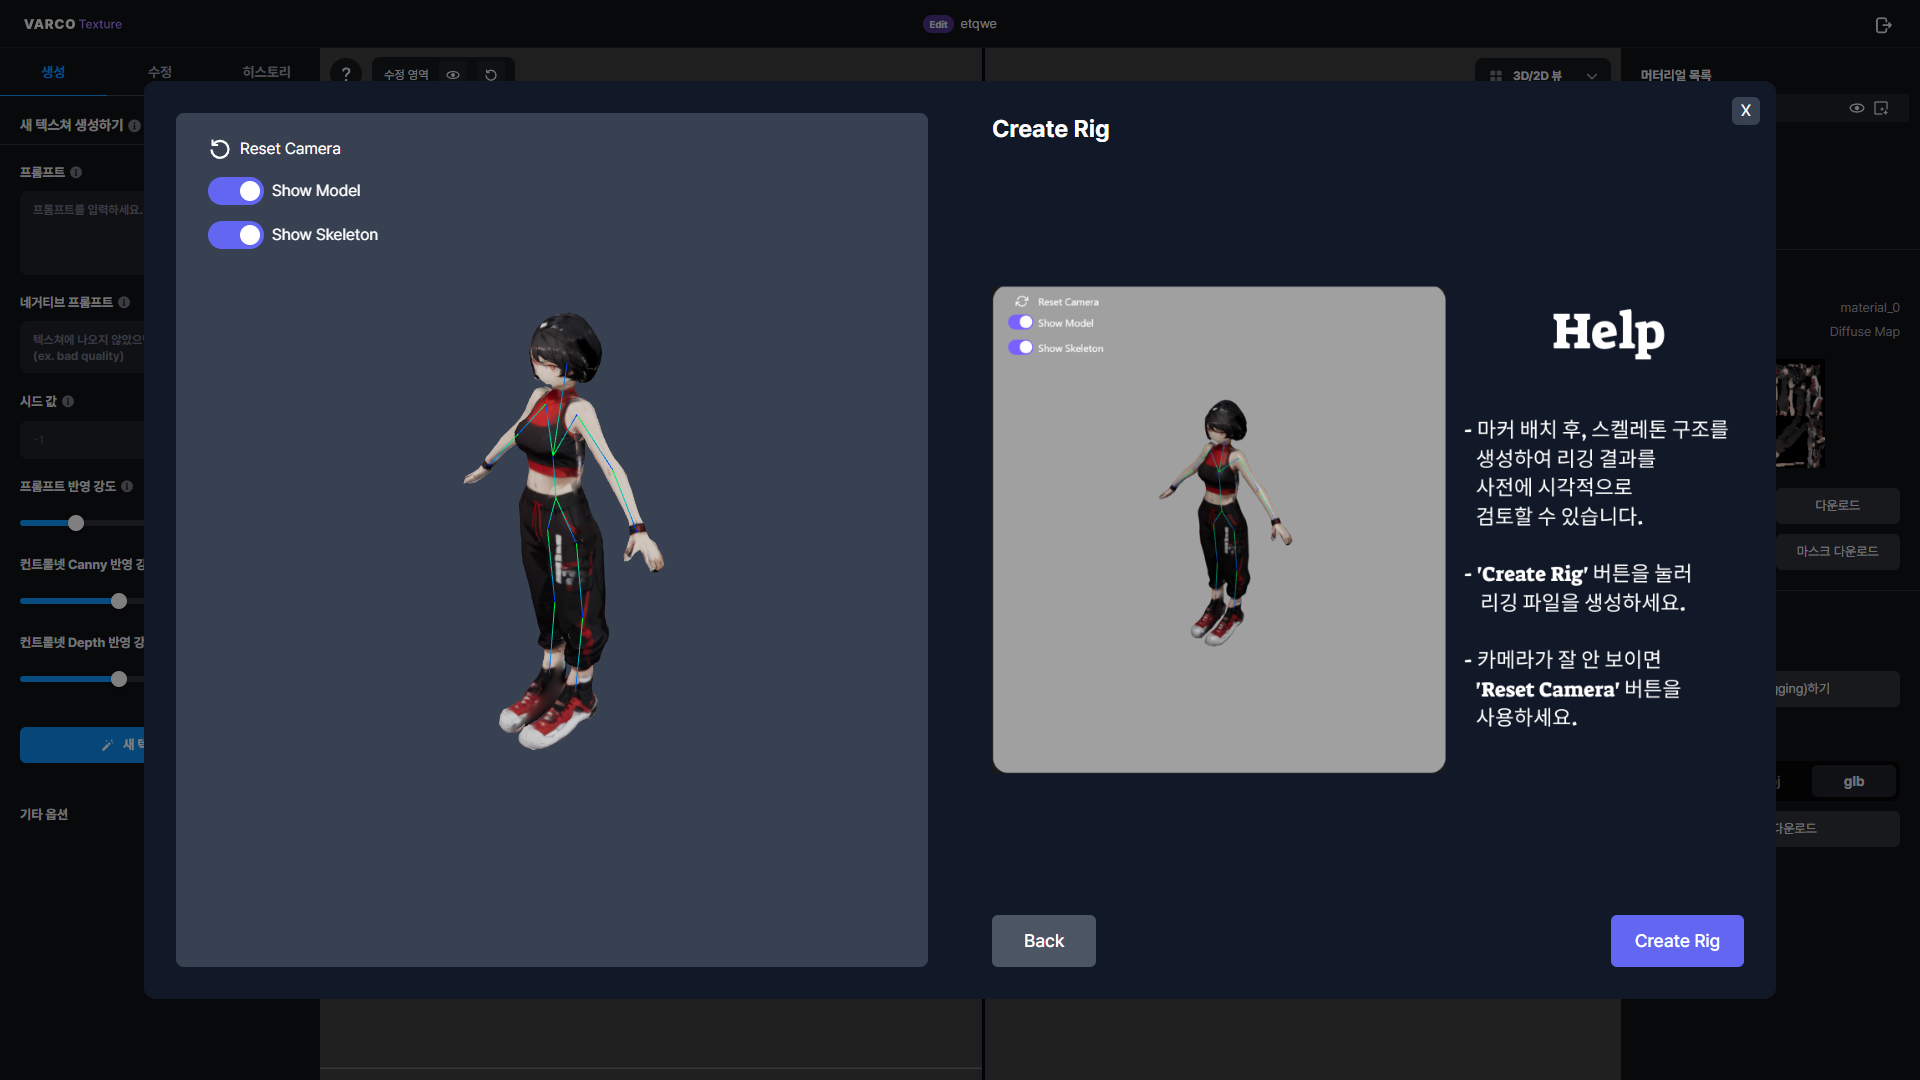 VARCO Texture
Edit etqwe
생성 수정 히스토리
? 수정 영역
3D/2D 뷰
머터리얼 목록
새 텍스쳐 생성하기
프롬프트
프롬프트를 입력하세요.
네거티브 프롬프트
텍스쳐에 나오지 않았으
(ex. bad quality)
시드 값
-1
프롬프트 반영 강도
컨트롤넷 Canny 반영 강
컨트롤넷 Depth 반영 강
새 텍
기타 옵션
Reset Camera
Show Model
Show Skeleton
Create Rig
X
Reset Camera
Show Model
Show Skeleton
Help
- 마커 배치 후, 스켈레톤 구조를
생성하여 리깅 결과를
사전에 시각적으로
검토할 수 있습니다.
- 'Create Rig' 버튼을 눌러
리깅 파일을 생성하세요.
- 카메라가 잘 안 보이면
'Reset Camera' 버튼을
사용하세요.
Back
Create Rig
material_0
Diffuse Map
다운로드
마스크 다운로드
ging)하기
j glb
다운로드